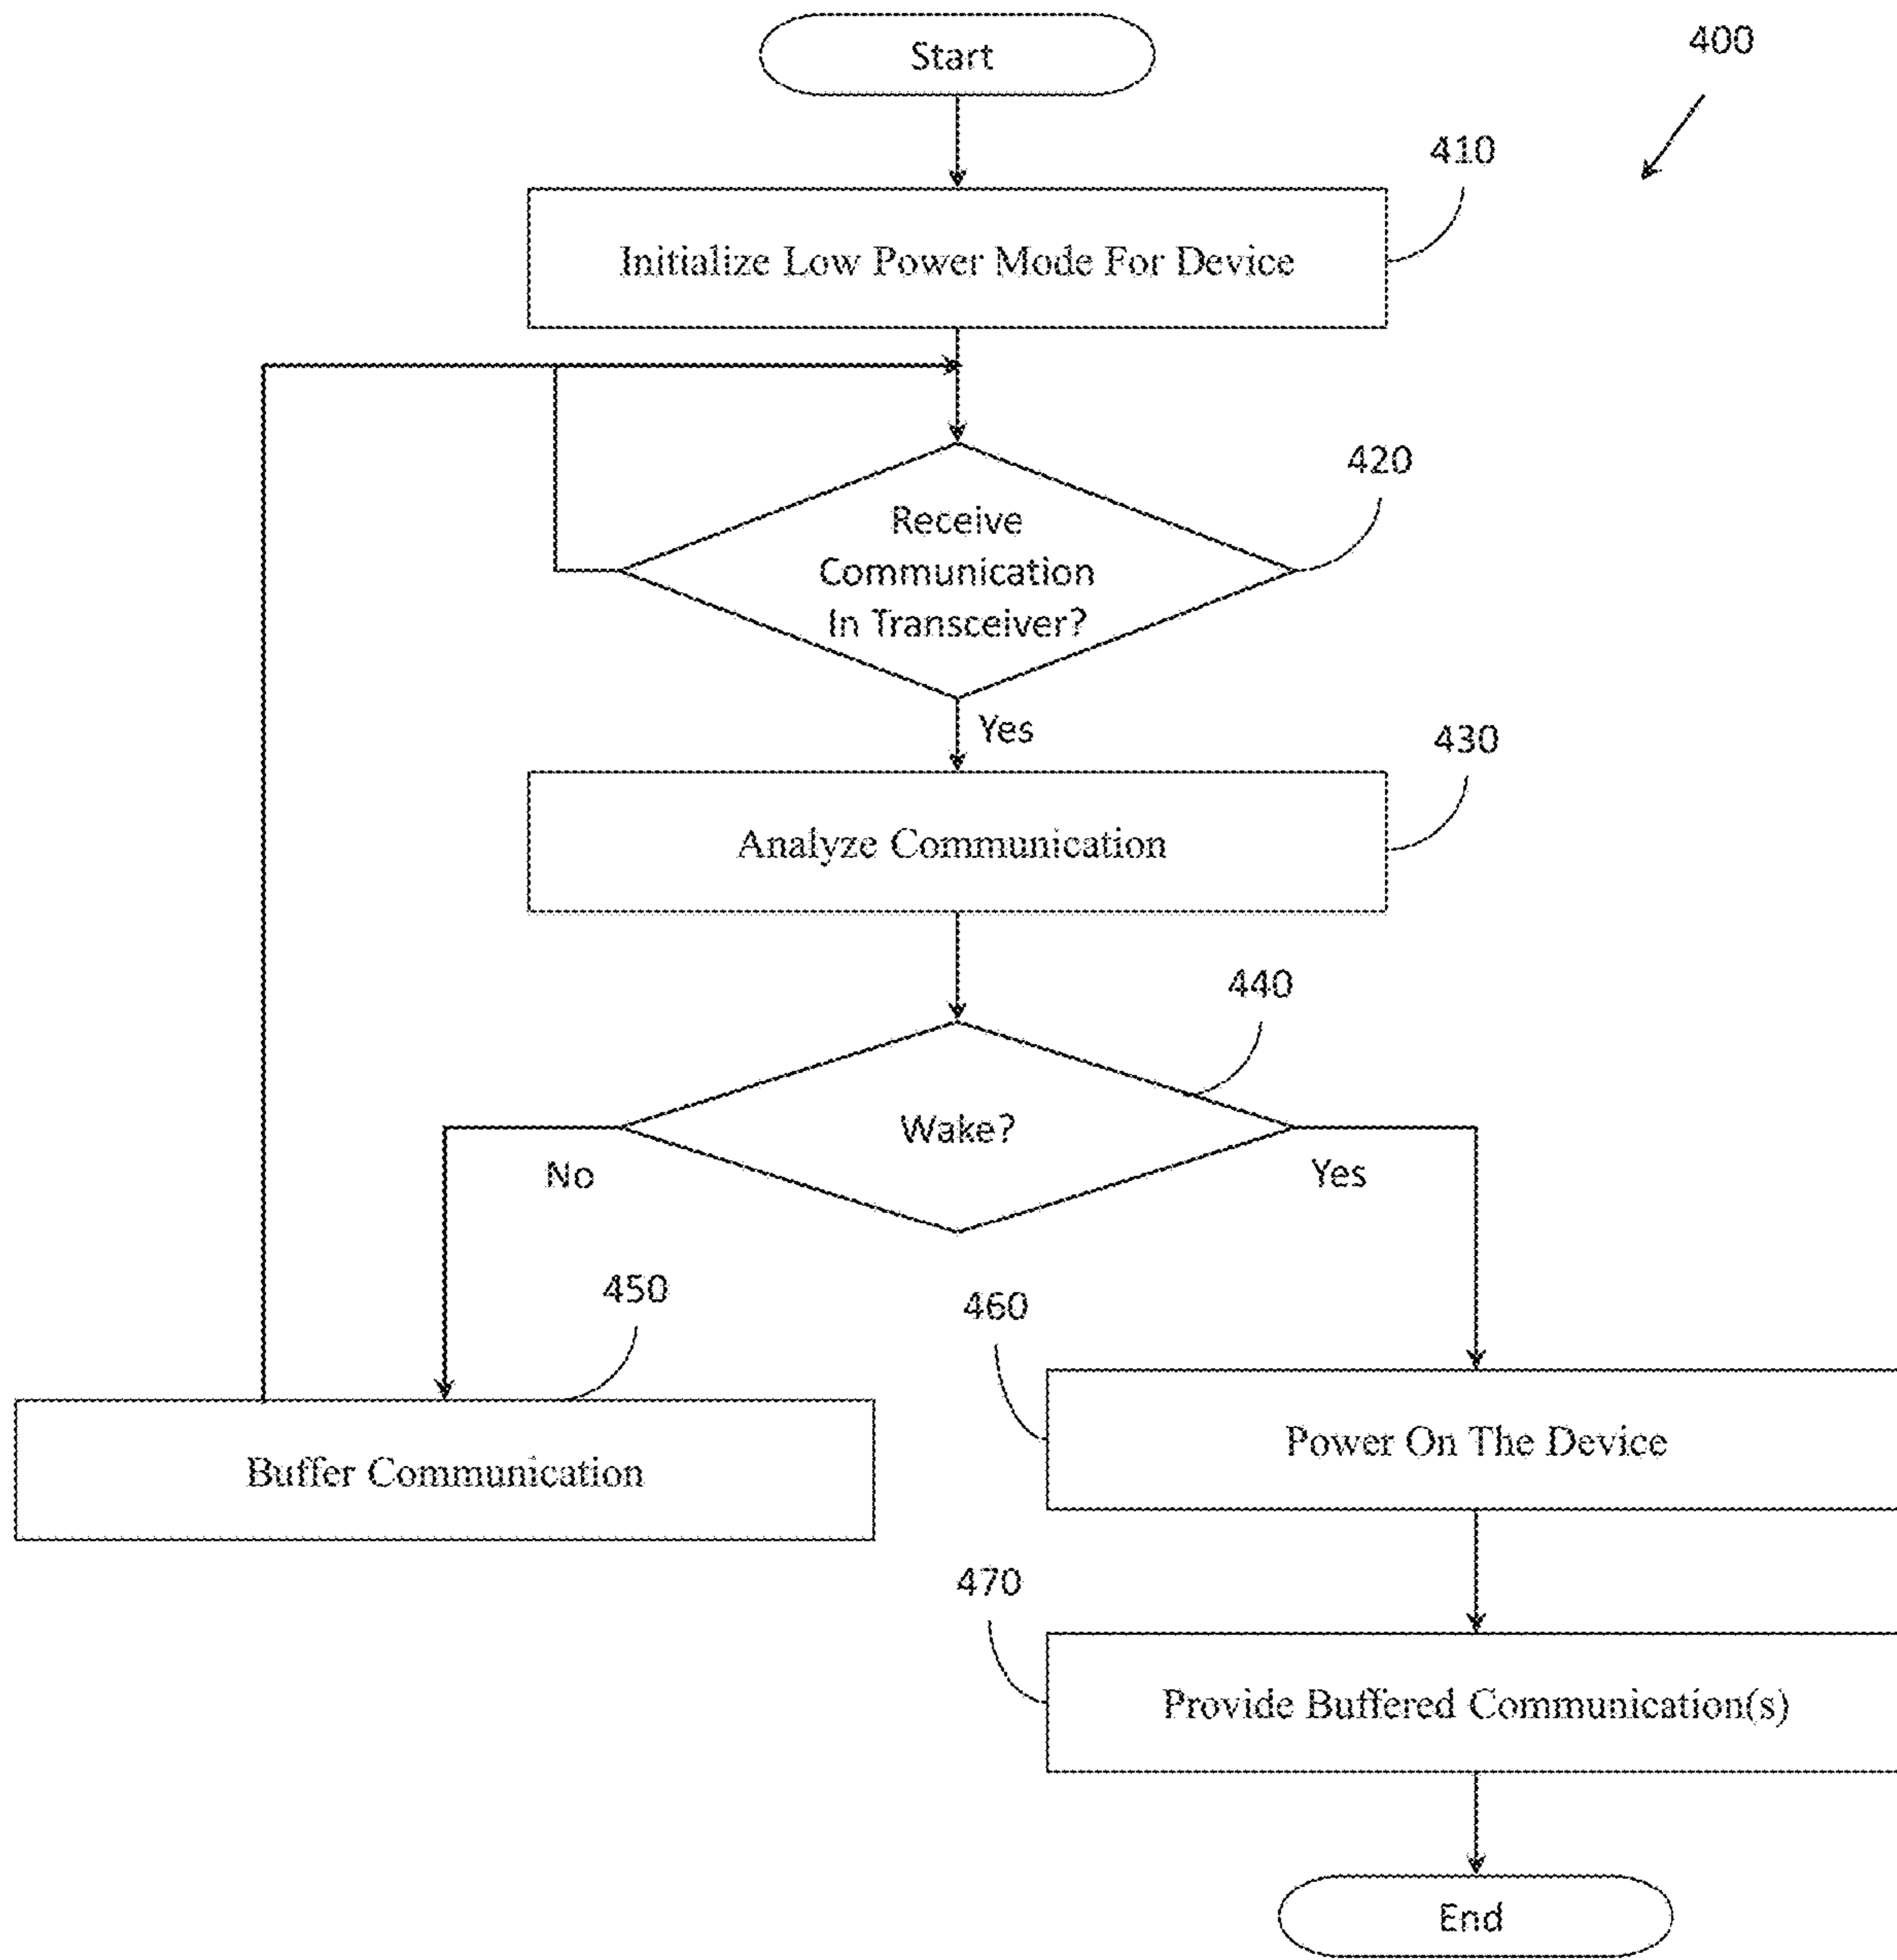 Start
400
410
Initialize Low Power Mode For Device
420
Receive
Communication
In Transceiver?
Yes
430
Analyze Communication
440
Wake?
No
Yes
450
460
Buffer Communication
Power On The Device
470
Provide Buffered Communication(s)
End